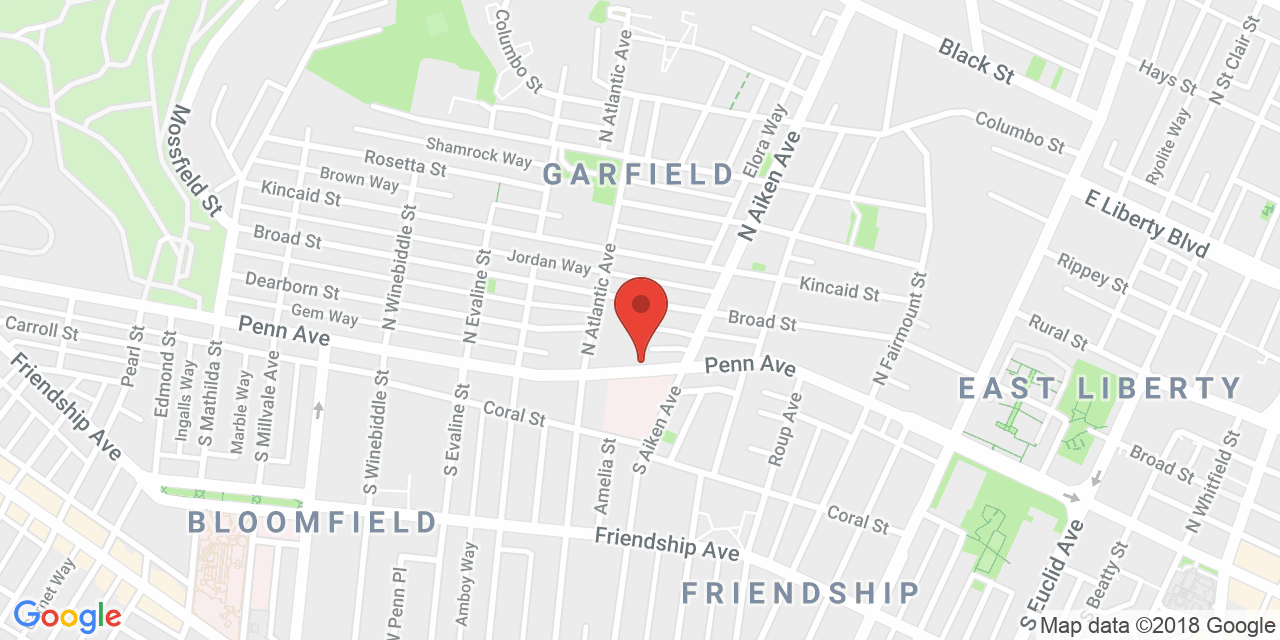 Columbo St
N Atlantic Ave
Black St
Hays St
N St Clair St
Mossfield St
Shamrock Way
Rosetta St
Brown Way
Kincaid St
GARFIELD
Elora Way
N Aiken Ave
Columbo St
Ryolite Way
E Liberty Blvd
Broad St
N Winebiddle St
N Evaline St
Jordan Way
N Atlantic Ave
Kincaid St
Rippey St
Dearborn St
Gem Way
Broad St
N Fairmount St
Rural St
Carroll St
Penn Ave
Penn Ave
EAST LIBERTY
Friendship Ave
Pearl St
Edmond St
Ingalls Way
S Mathilda St
Marble Way
S Millvale Ave
S Winebiddle St
S Evaline St
Coral St
Amelia St
S Aiken Ave
Roup Ave
Broad St
N Whitfield St
BLOOMFIELD
Friendship Ave
Coral St
FRIENDSHIP
S Euclid Ave
S Beatty St
net Way
W Penn Pl
Amboy Way
Google
Map data ©2018 Google